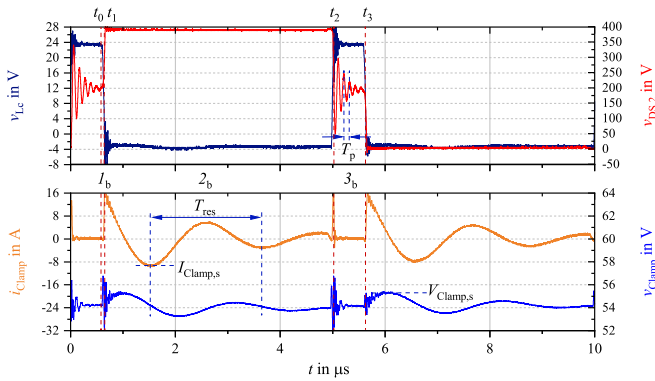 t0 t1 t2 t3
28 400
24 350
20 300
16 250
12 200
8 150
4 100
0 50
-4 0
-8 -50
vLc in V
vDS,2 in V
Tp
1b 2b 3b
16 64
8 62
0 60
-8 58
-16 56
-24 54
-32 52
iClamp in A
vClamp in V
Tres
IClamp,s
VClamp,s
0 2 4 6 8 10
t in μs